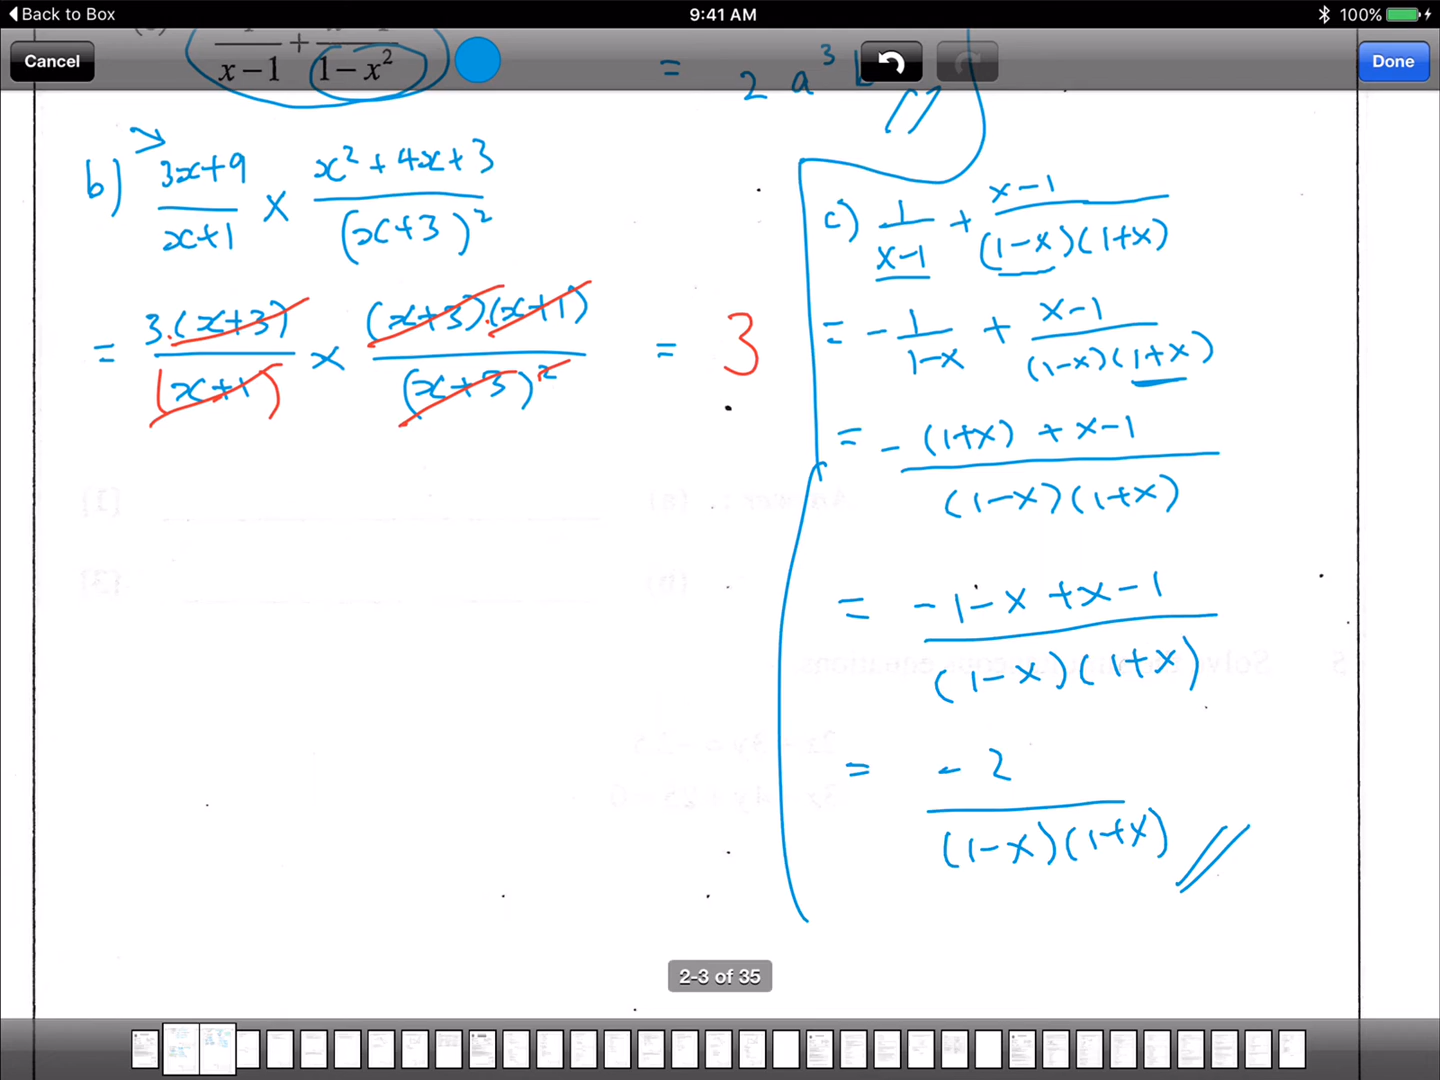 Back to Box 9:41 AM 100%
Cancel Done
x−1 + 1−x²
= 2 a³
b) 3x+9/x+1 × x²+4x+3/(x+3)²
= 3.(x+3)/(x+1) × (x+3).(x+1)/(x+3)² = 3
c) 1/x−1 + x−1/(1−x)(1+x)
= −1/1−x + x−1/(1−x)(1+x)
= −(1+x) + x−1/(1−x)(1+x)
= −1−x+x−1/(1−x)(1+x)
= −2/(1−x)(1+x)
2-3 of 35